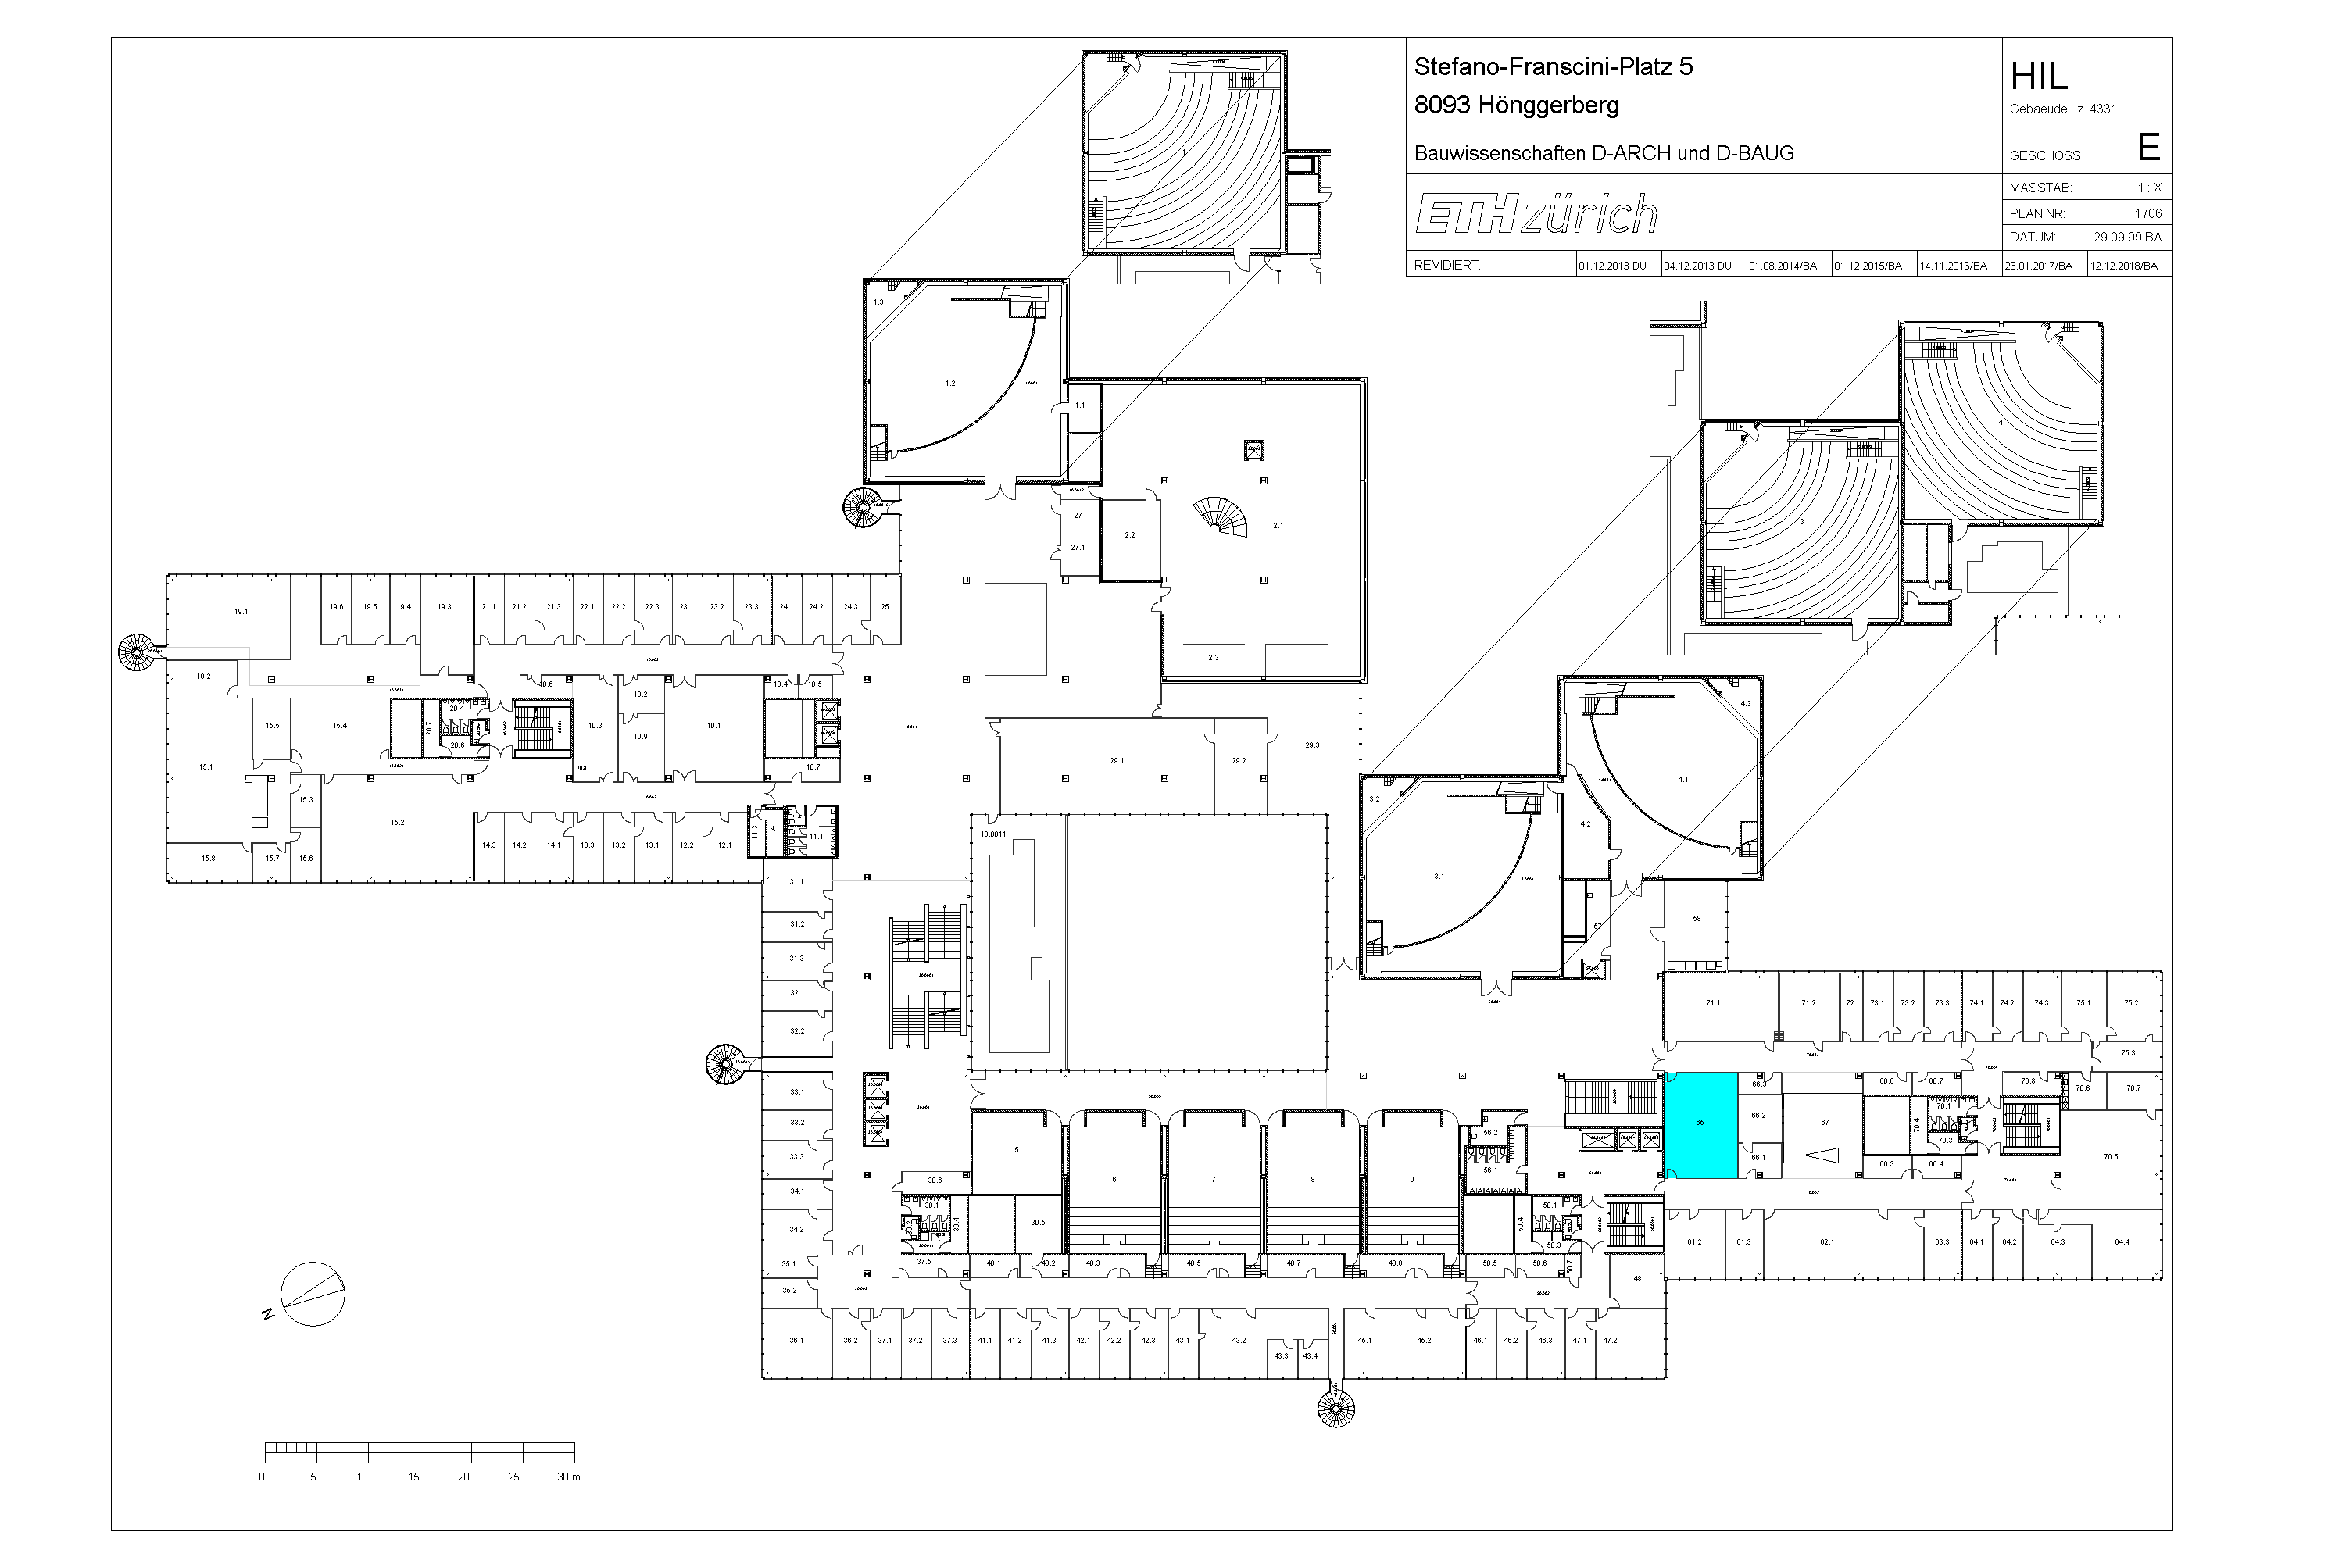 Stefano-Franscini-Platz 5
8093 Hönggerberg
Bauwissenschaften D-ARCH und D-BAUG
HIL
Gebaeude Lz. 4331
GESCHOSS E
ETH zürich
MASSTAB: 1 : X
PLAN NR: 1706
DATUM: 29.09.99 BA
REVIDIERT: 01.12.2013 DU 04.12.2013 DU 01.08.2014/BA 01.12.2015/BA 14.11.2016/BA 26.01.2017/BA 12.12.2018/BA
1
1.3
1.2
1.1
4
3
27
2.2
2.1
27.1
2.3
19.1 19.6 19.5 19.4 19.3 21.1 21.2 21.3 22.1 22.2 22.3 23.1 23.2 23.3 24.1 24.2 24.3 25
19.2
10.6 10.2 10.4 10.5
15.5 15.4 20.7 20.4 20.6 10.3 10.9 10.1
15.1
10.7
29.1 29.2 29.3
4.3
4.1
3.2
4.2
3.1
57
58
15.3 15.2
11.3 11.4 11.1
10.0011
15.8 15.7 15.6 14.3 14.2 14.1 13.3 13.2 13.1 12.2 12.1
31.1
31.2
31.3
32.1
32.2
33.1
33.2
33.3
34.1
34.2
35.1
35.2
71.1 71.2 72 73.1 73.2 73.3 74.1 74.2 74.3 75.1 75.2
75.3
66.3 60.6 60.7 70.8 70.6 70.7
65 66.2 67 70.4 70.1 70.3
66.1 60.3 60.4 70.5
61.2 61.3 62.1 63.3 64.1 64.2 64.3 64.4
5 6 7 8 9
56.2
56.1
30.6
30.1 30.2 30.4 30.5
50.4 50.1 50.3
37.5 40.1 40.2 40.3 40.5 40.7 40.8 50.5 50.6 50.7 48
36.1 36.2 37.1 37.2 37.3 41.1 41.2 41.3 42.1 42.2 42.3 43.1 43.2 43.3 43.4 45.1 45.2 46.1 46.2 46.3 47.1 47.2
N
0 5 10 15 20 25 30 m